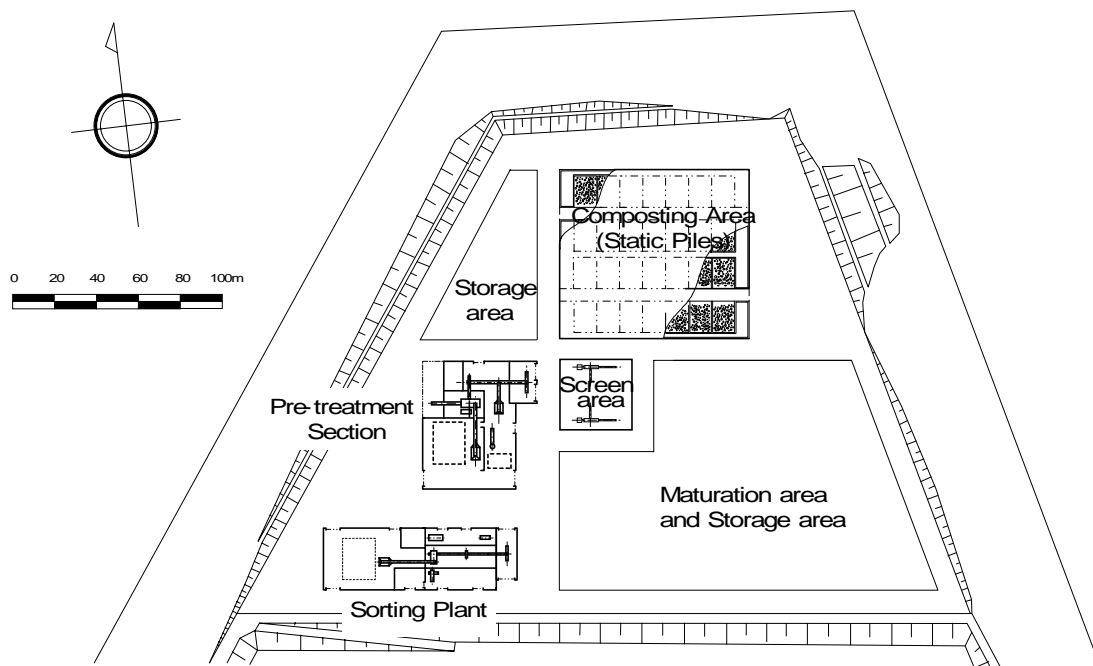 Composting Area
(Static Piles)
0 20 40 60 80 100m
Storage
area
Screen
area
Pre-treatment
Section
Maturation area
and Storage area
Sorting Plant